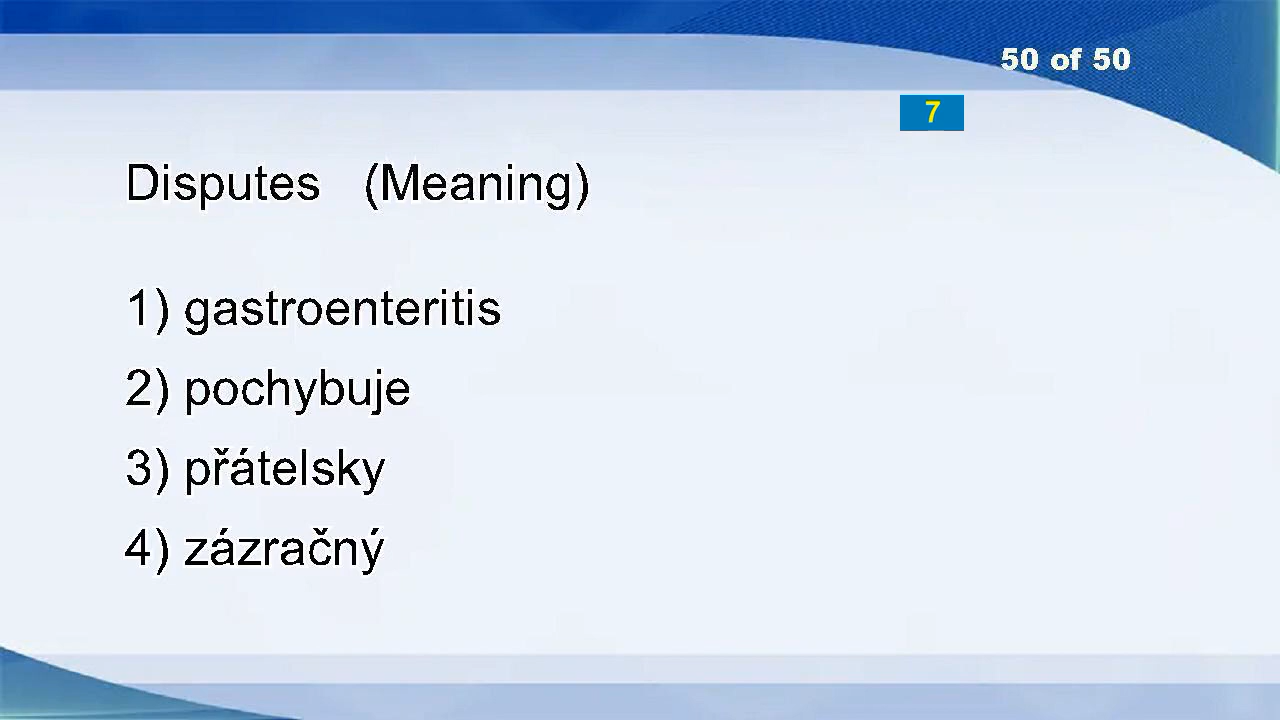 50 of 50
7
Disputes (Meaning)
1) gastroenteritis
2) pochybuje
3) přátelsky
4) zázračný